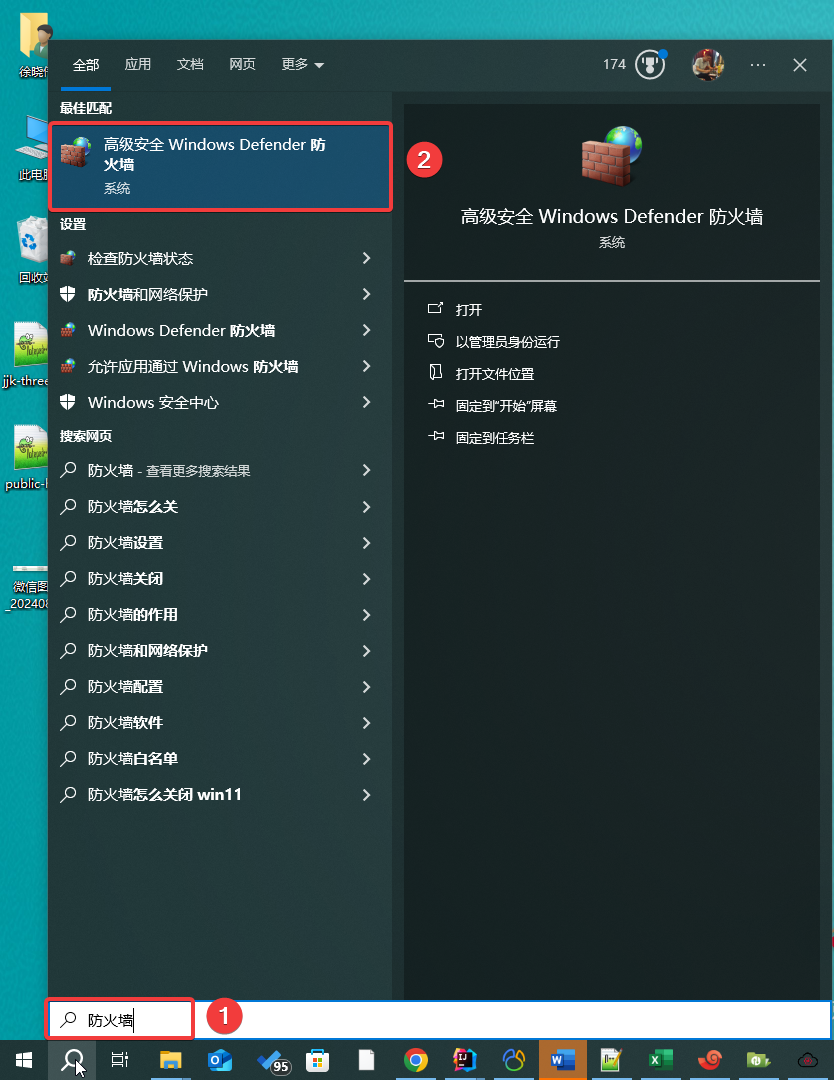 全部 应用 文档 网页 更多 174
最佳匹配
高级安全 Windows Defender 防
火墙
系统
2
高级安全 Windows Defender 防火墙
系统
打开
以管理员身份运行
打开文件位置
固定到“开始”屏幕
固定到任务栏
设置
检查防火墙状态
防火墙和网络保护
Windows Defender 防火墙
允许应用通过 Windows 防火墙
Windows 安全中心
搜索网页
防火墙 - 查看更多搜索结果
防火墙怎么关
防火墙设置
防火墙关闭
防火墙的作用
防火墙和网络保护
防火墙配置
防火墙软件
防火墙白名单
防火墙怎么关闭 win11
防火墙
1
此电
回收
jjk-three
public-
微信图
_20240
95